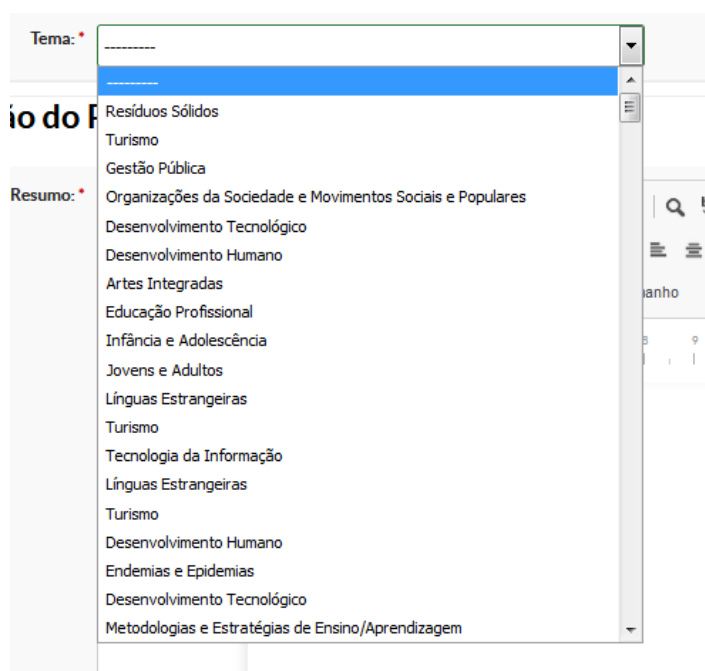 Tema: *
---------
---------
Resíduos Sólidos
Turismo
Gestão Pública
Resumo: *
Organizações da Sociedade e Movimentos Sociais e Populares
Desenvolvimento Tecnológico
Desenvolvimento Humano
Artes Integradas
Educação Profissional
Infância e Adolescência
Jovens e Adultos
Línguas Estrangeiras
Turismo
Tecnologia da Informação
Línguas Estrangeiras
Turismo
Desenvolvimento Humano
Endemias e Epidemias
Desenvolvimento Tecnológico
Metodologias e Estratégias de Ensino/Aprendizagem
ão do
anho
8 9